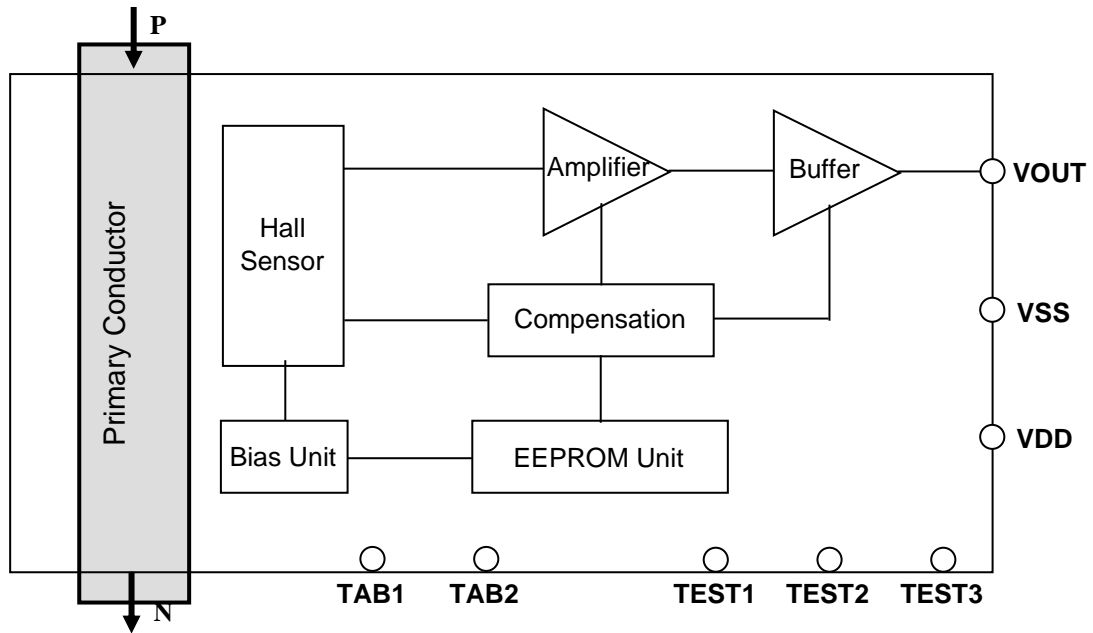 P
Primary Conductor
Hall
Sensor
Amplifier
Buffer
VOUT
Compensation
VSS
Bias Unit
EEPROM Unit
VDD
TAB1
TAB2
TEST1
TEST2
TEST3
N